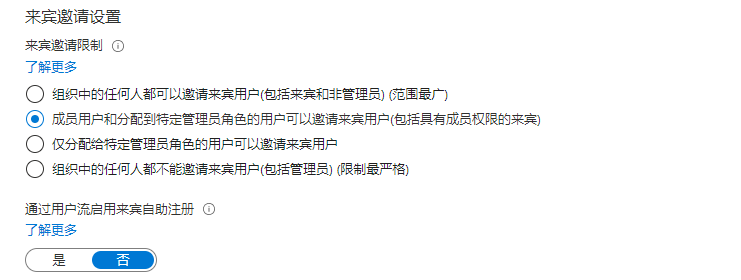 来宾邀请设置
来宾邀请限制
了解更多
组织中的任何人都可以邀请来宾用户(包括来宾和非管理员) (范围最广)
成员用户和分配到特定管理员角色的用户可以邀请来宾用户(包括具有成员权限的来宾)
仅分配给特定管理员角色的用户可以邀请来宾用户
组织中的任何人都不能邀请来宾用户(包括管理员) (限制最严格)
通过用户流启用来宾自助注册
了解更多
是 否